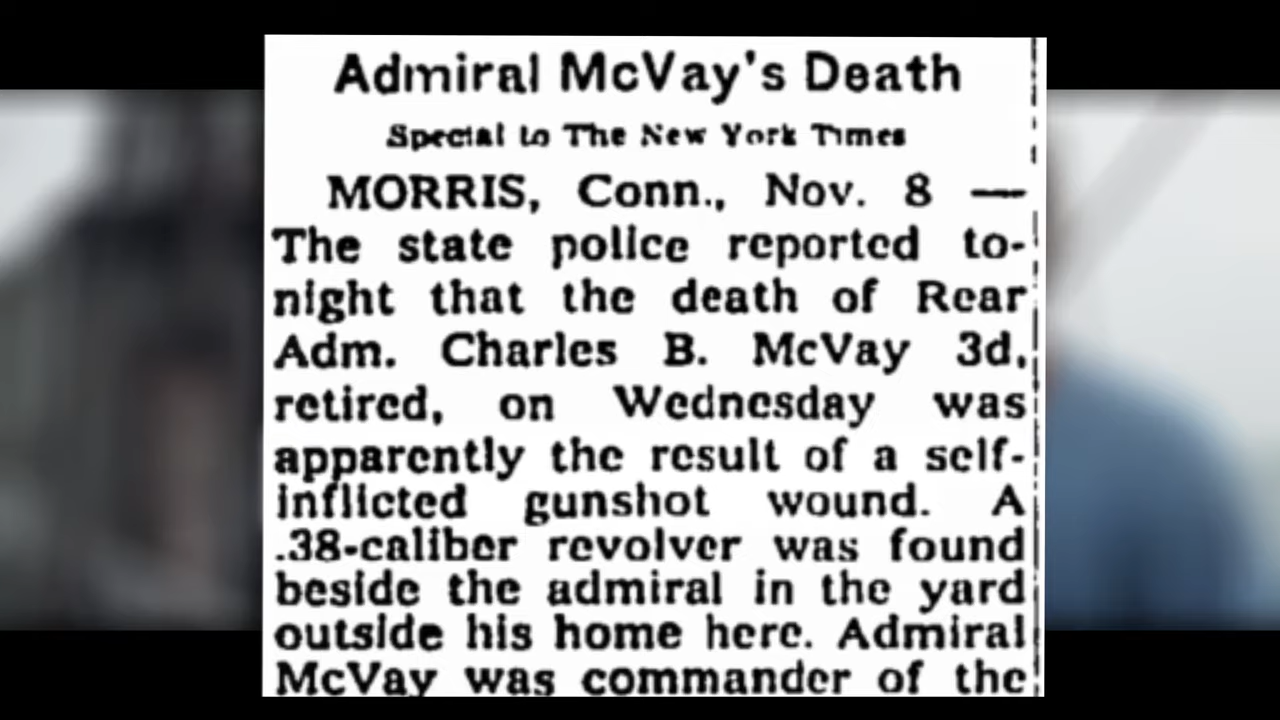 Admiral McVay's Death
Special to The New York Times
MORRIS, Conn., Nov. 8 —
The state police reported to-
night that the death of Rear
Adm. Charles B. McVay 3d,
retired, on Wednesday was
apparently the result of a self-
inflicted gunshot wound. A
.38-caliber revolver was found
beside the admiral in the yard
outside his home here. Admiral
McVay was commander of the